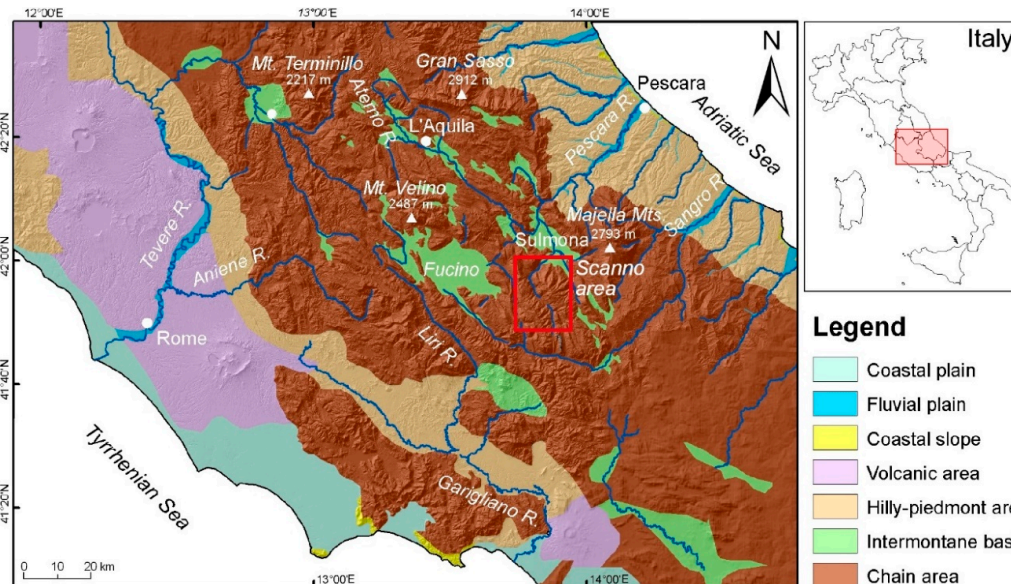 12°00'E
13°00'E
14°00'E
N
Mt. Terminillo
2217 m
Gran Sasso
2912 m
Pescara
Adriatic Sea
Aterno R.
L'Aquila
Pescara R.
42°20'N
Mt. Velino
2487 m
Majella Mts.
2793 m
Sangro R.
Sulmona
Tevere R.
Aniene R.
Fucino
Scanno
area
42°00'N
Rome
Liri R.
41°40'N
Tyrrhenian Sea
Garigliano R.
41°20'N
0 10 20 km
13°00'E
14°00'E
Italy
Legend
Coastal plain
Fluvial plain
Coastal slope
Volcanic area
Hilly-piedmont are
Intermontane bas
Chain area